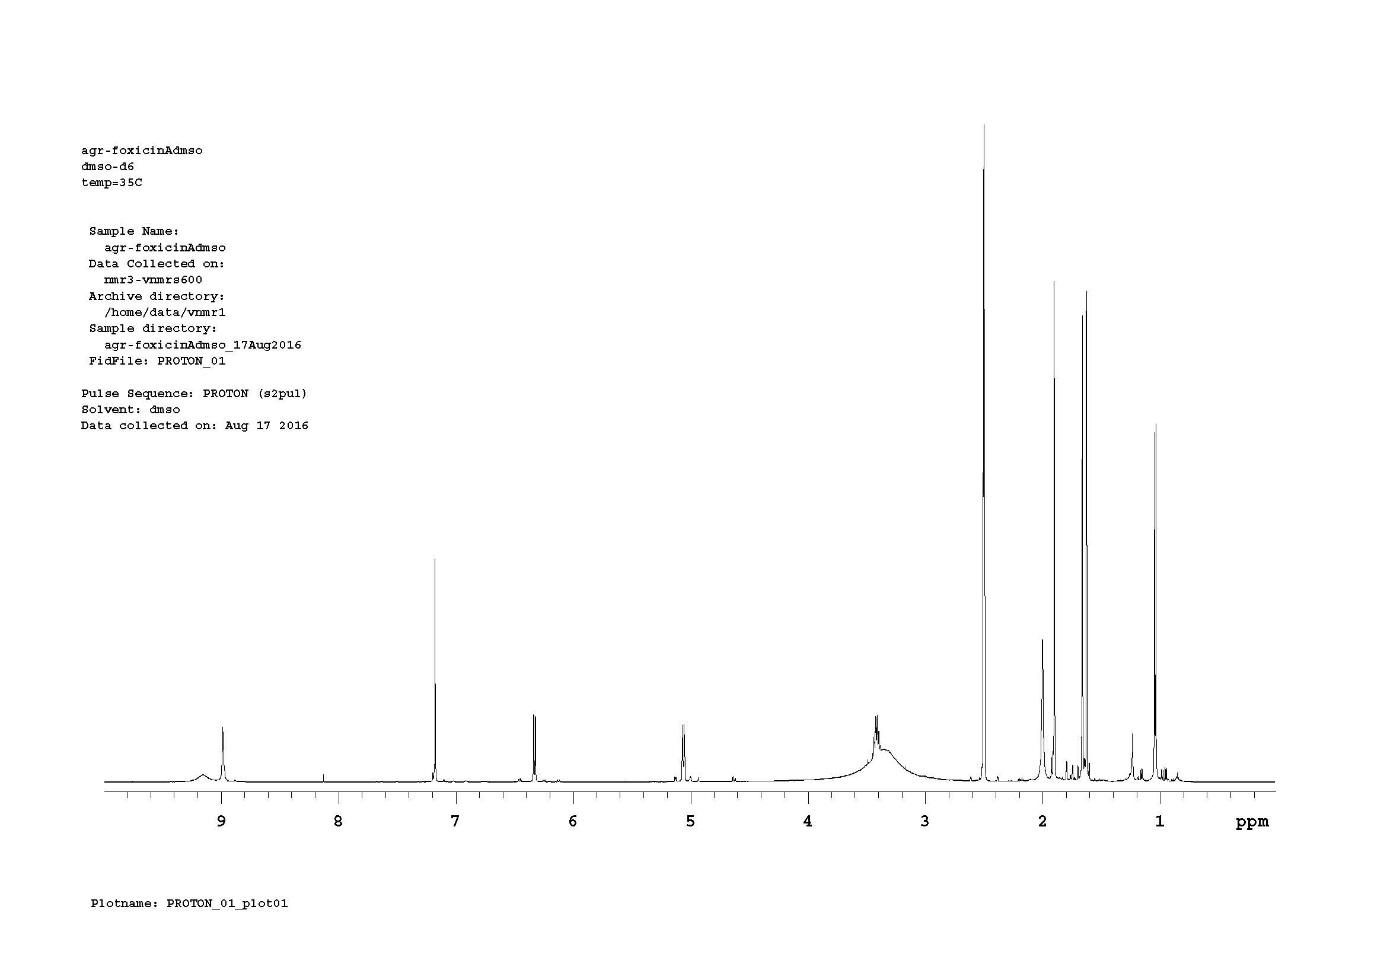 agr-foxicinAdmso
dmso-d6
temp=35C
Sample Name:
agr-foxicinAdmso
Data Collected on:
nmr3-vnmrs600
Archive directory:
/home/data/vnmr1
Sample directory:
agr-foxicinAdmso_17Aug2016
FidFile: PROTON_01
Pulse Sequence: PROTON (s2pul)
Solvent: dmso
Data collected on: Aug 17 2016
9 8 7 6 5 4 3 2 1 ppm
Plotname: PROTON_01_plot01